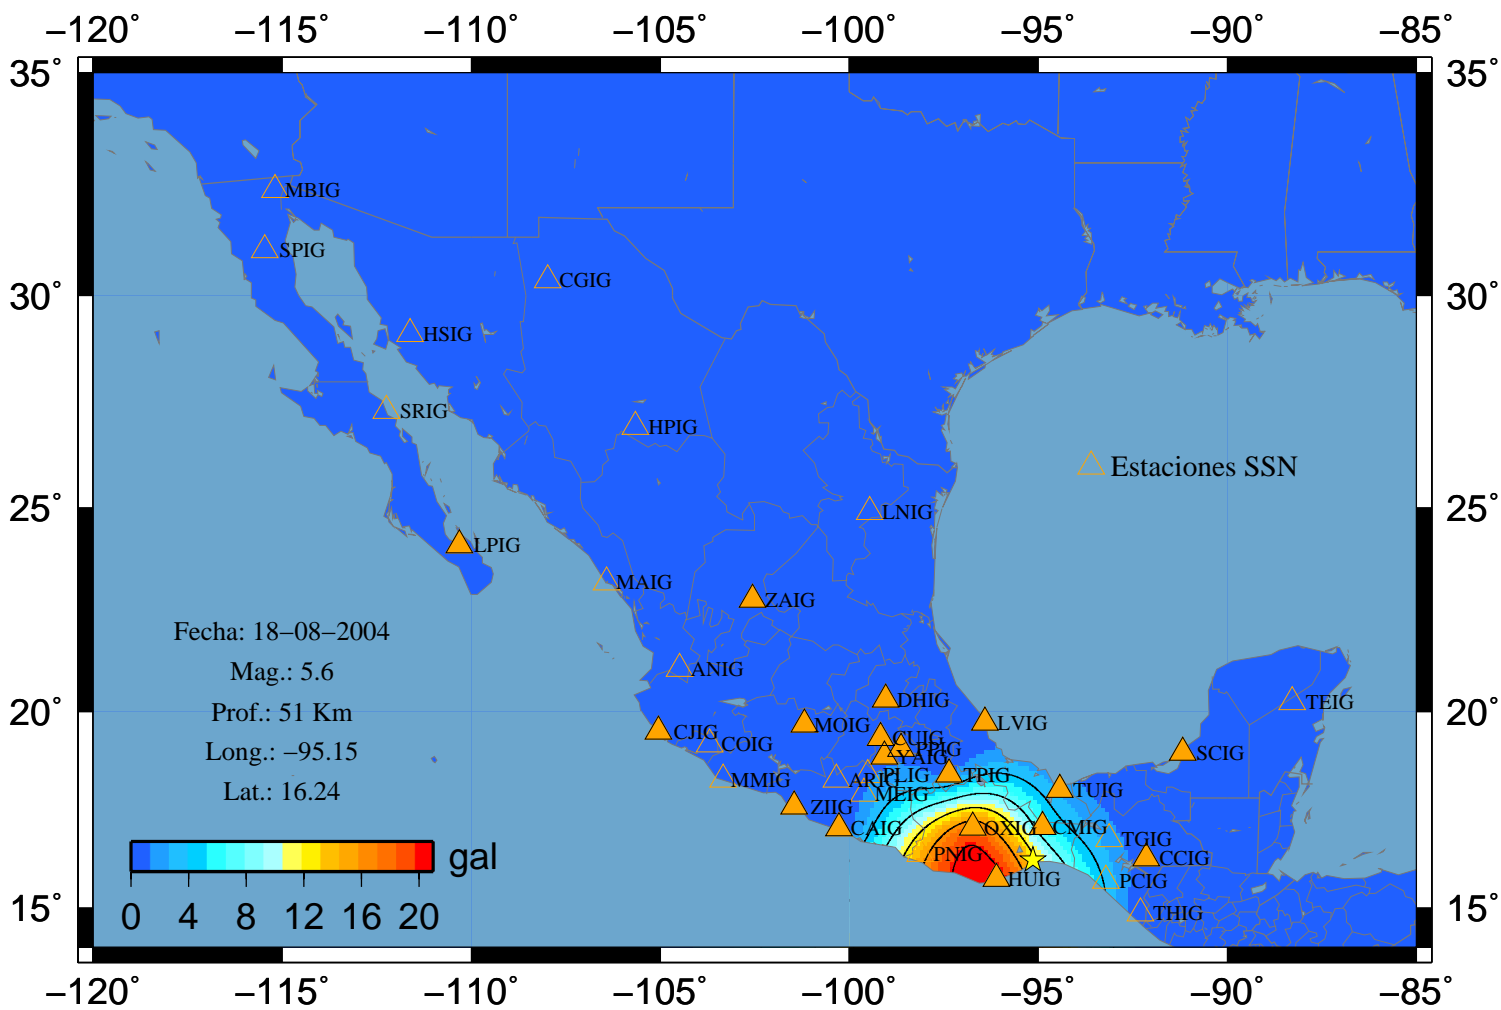 −120° −115° −110° −105° −100° −95° −90° −85°
35° 35°
MBIG
SPIG
CGIG
30° 30°
HSIG
SRIG
HPIG
Estaciones SSN
25° 25°
LNIG
LPIG
MAIG
ZAIG
Fecha: 18−08−2004
Mag.: 5.6
Prof.: 51 Km
Long.: −95.15
Lat.: 16.24
ANIG
DHIG
TEIG
20° 20°
CJIG
MOIG
LVIG
COIG
CUIG
PPIG
YAIG
SCIG
MMIG
ARIG
PLIG
TPIG
MEIG
TUIG
ZIIG
CAIG
OXIG
CMIG
TGIG
PNIG
CCIG
HUIG
PCIG
THIG
gal
0 4 8 12 16 20
15° 15°
−120° −115° −110° −105° −100° −95° −90° −85°